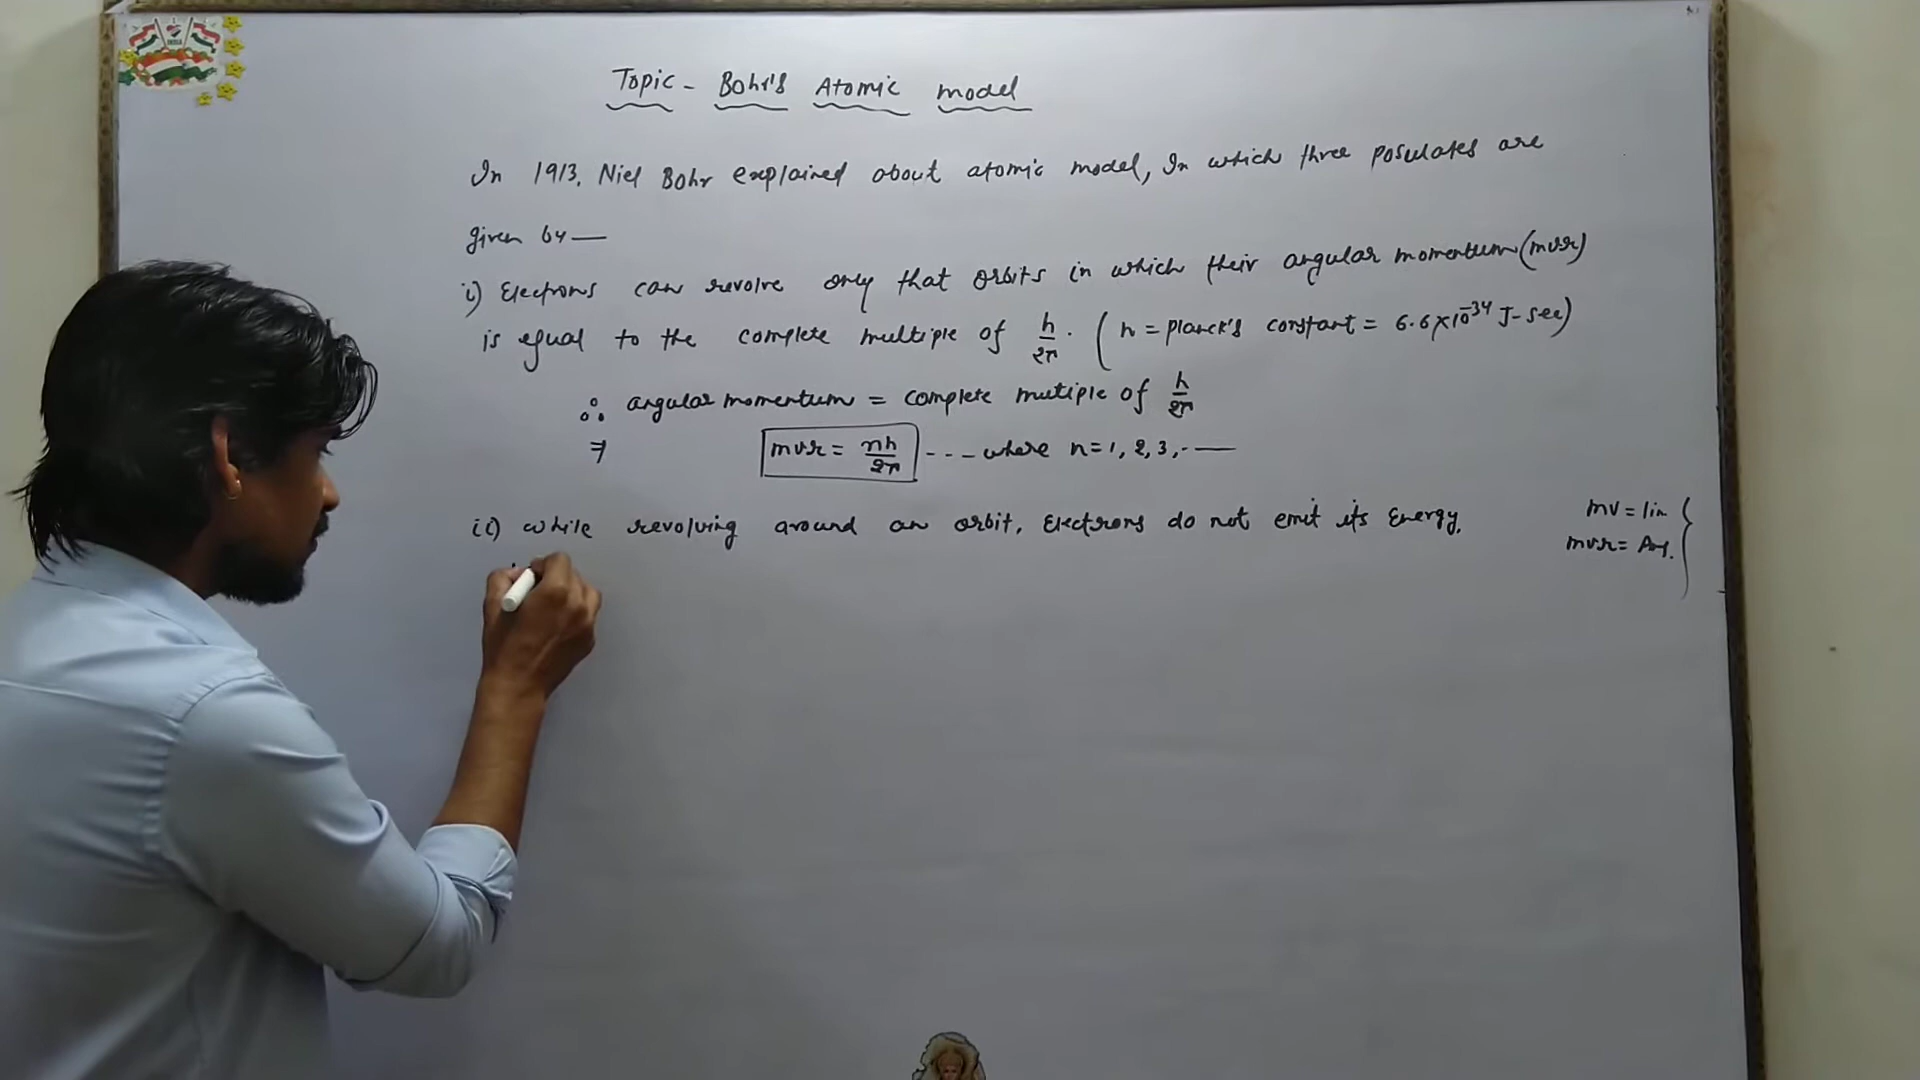 Topic - Bohr's Atomic model
In 1913, Niel Bohr explained about atomic model, In which three posulates are
given by —
i) Electrons can revolve only that orbits in which their angular momentum (mvr)
is equal to the complete multiple of h/2π. (h = planck's constant = 6.6×10⁻³⁴ J-sec)
∴ angular momentum = complete mutiple of h/2π
⇒ mvr = nh/2π --- where n=1, 2, 3, -—
ii) while revolving around an orbit, Electrons do not emit its Energy.
mv = lin
mvr = Ang.
INDIA